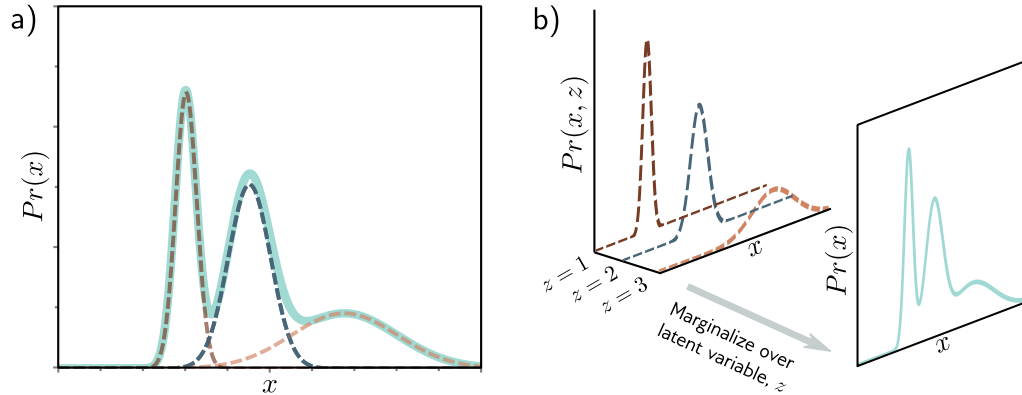 a)
Pr(x)
x
b)
Pr(x, z)
z = 1
z = 2
z = 3
x
Marginalize over
latent variable, z
Pr(x)
x